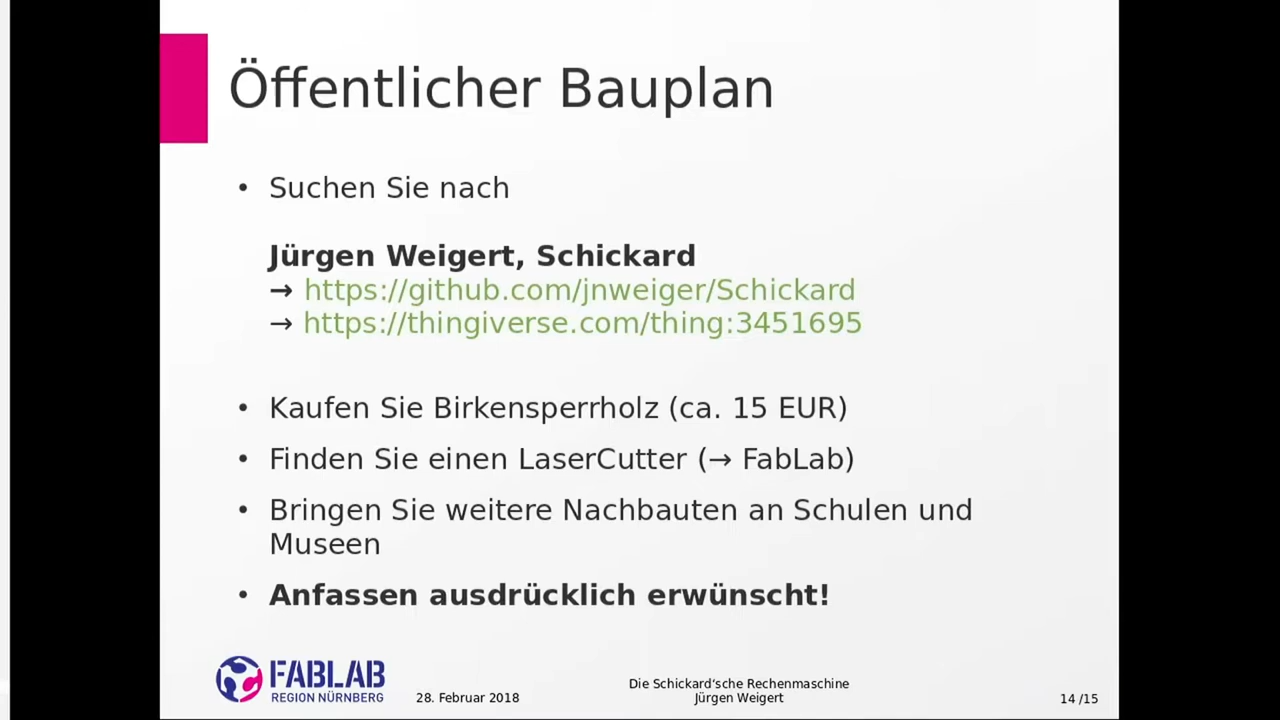 Öffentlicher Bauplan
• Suchen Sie nach
Jürgen Weigert, Schickard
→ https://github.com/jnweiger/Schickard
→ https://thingiverse.com/thing:3451695
• Kaufen Sie Birkensperrholz (ca. 15 EUR)
• Finden Sie einen LaserCutter (→ FabLab)
• Bringen Sie weitere Nachbauten an Schulen und
Museen
• Anfassen ausdrücklich erwünscht!
FABLAB
REGION NÜRNBERG
28. Februar 2018
Die Schickard‘sche Rechenmaschine
Jürgen Weigert
14 /15